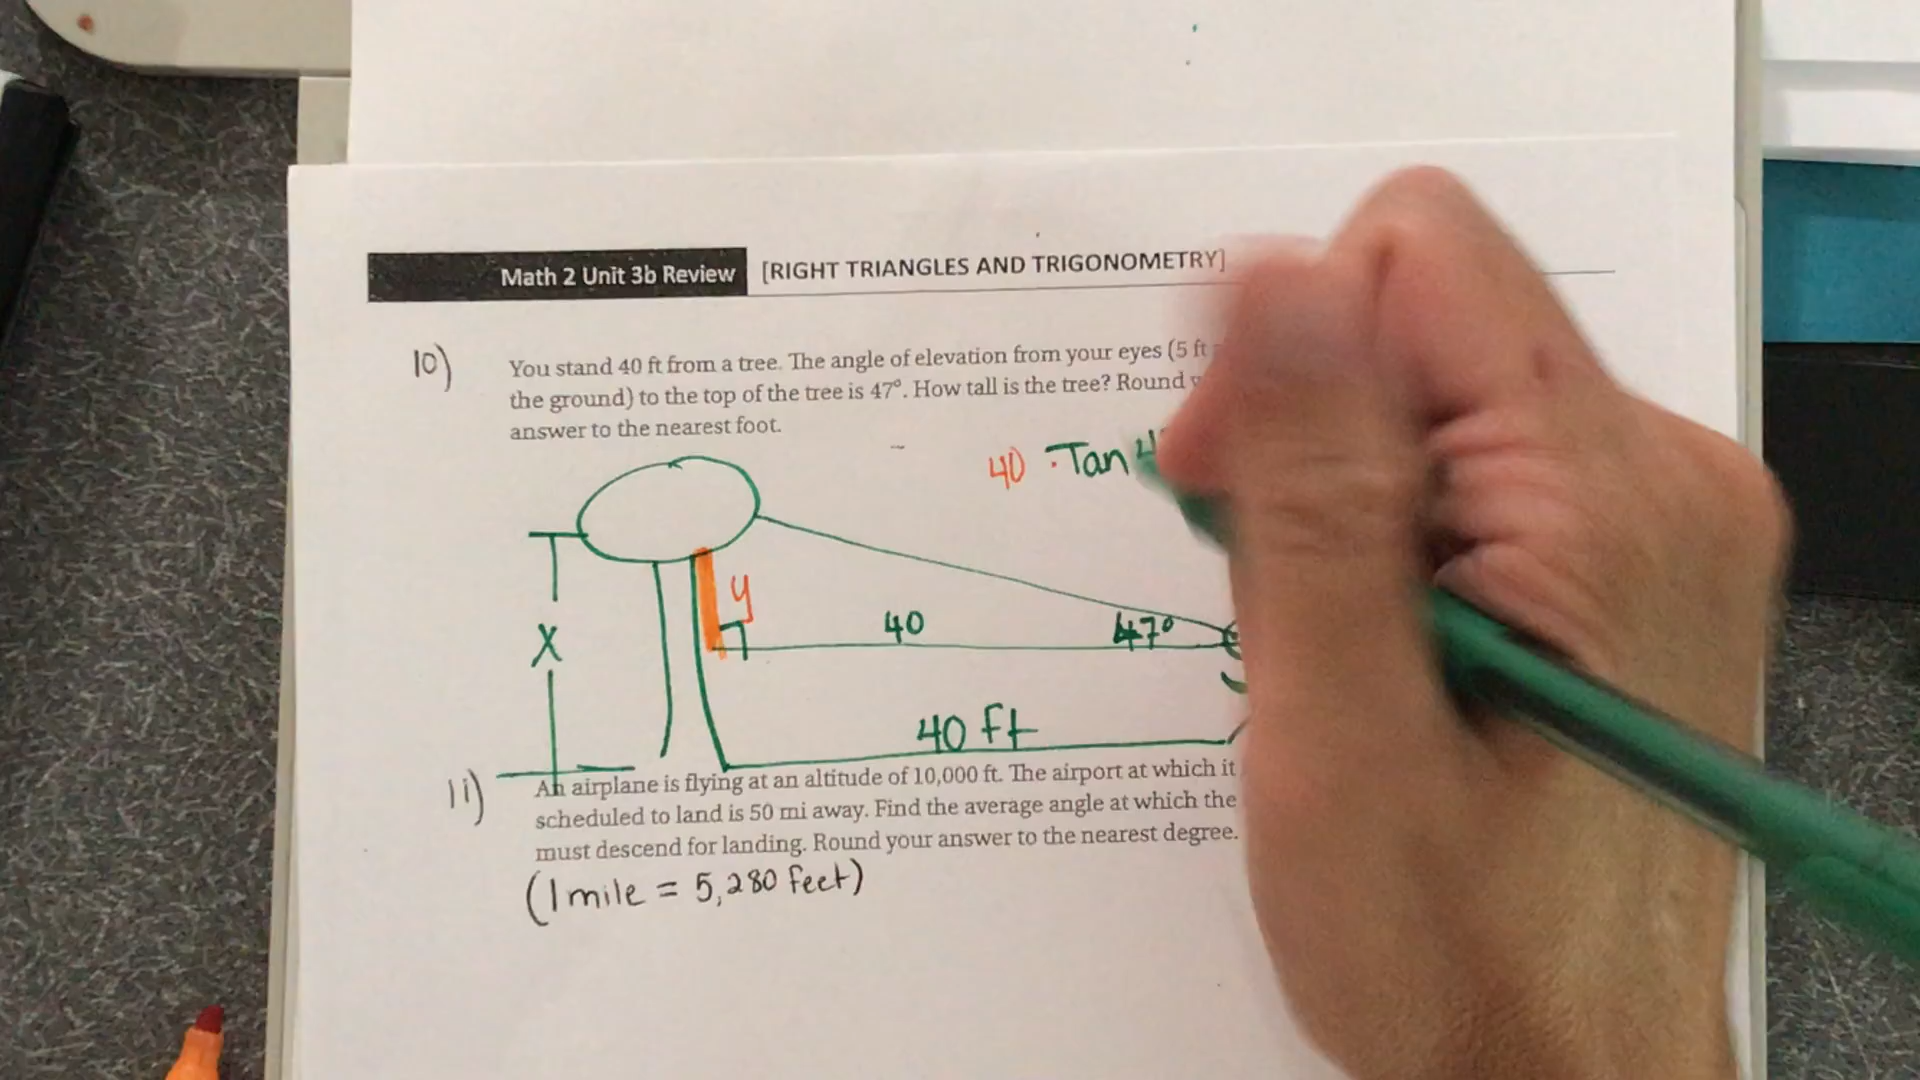 Math 2 Unit 3b Review [RIGHT TRIANGLES AND TRIGONOMETRY]
10) You stand 40 ft from a tree. The angle of elevation from your eyes (5 ft
the ground) to the top of the tree is 47°. How tall is the tree? Round
answer to the nearest foot.
40 · Tan 4
y
40 47°
X
40 ft
11) An airplane is flying at an altitude of 10,000 ft. The airport at which it
scheduled to land is 50 mi away. Find the average angle at which the
must descend for landing. Round your answer to the nearest degree.
(1 mile = 5,280 feet)